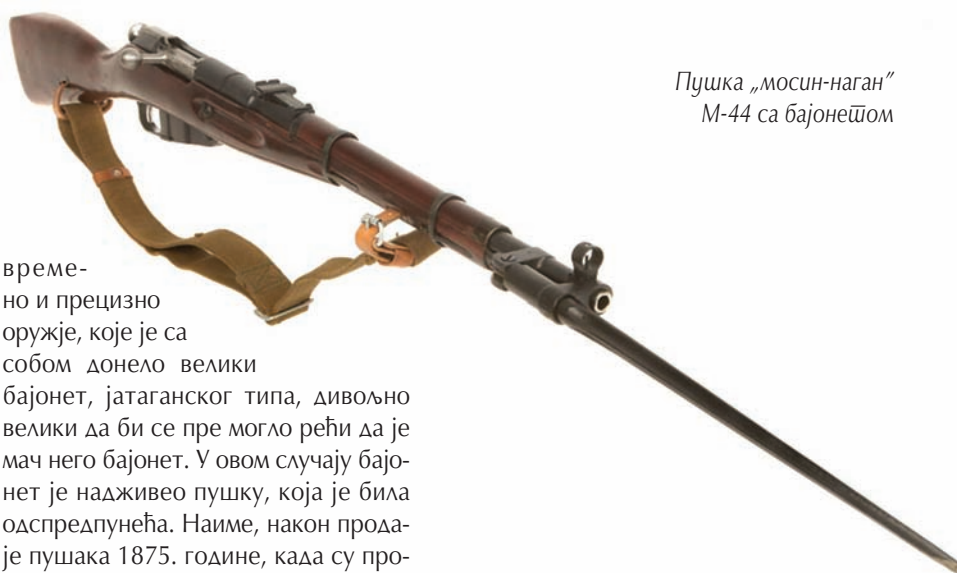 Пушка „мосин-наган”
М-44 са бајонетом
време-
но и прецизно
оружје, које је са
собом донело велики
бајонет, јатаганског типа, дивољно
велики да би се пре могло рећи да је
мач него бајонет. У овом случају бајо-
нет је надживео пушку, која је била
одспредпунећа. Наиме, након прода-
је пушака 1875. године, када су про-